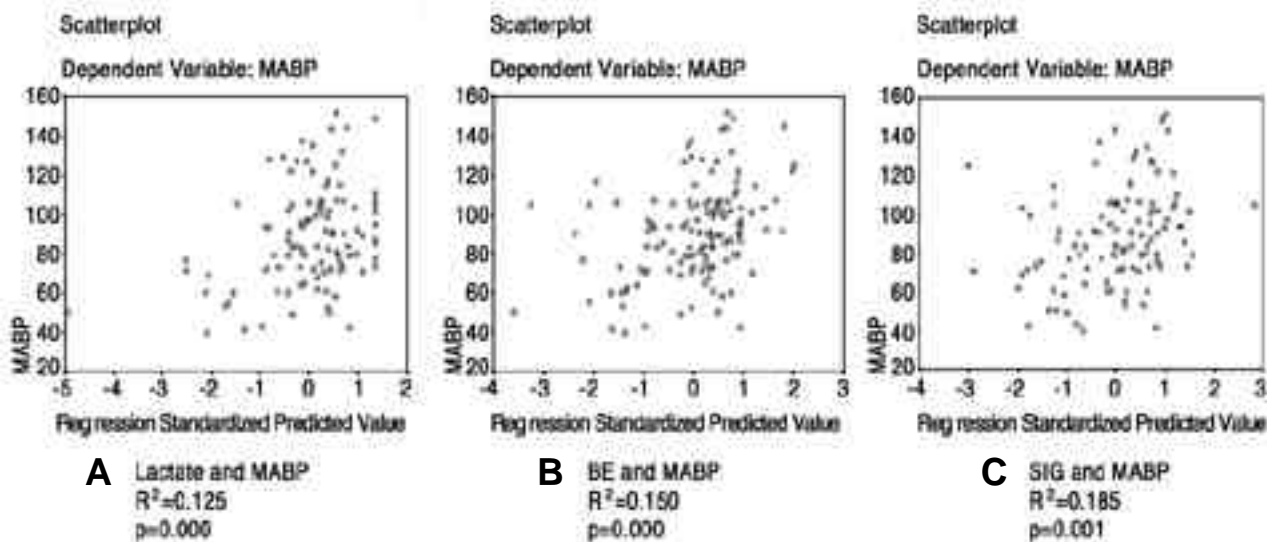 Scatterplot
Dependent Variable: MABP
160
140
120
100
80
60
40
20
MABP
-5 -4 -3 -2 -1 0 1 2
Regression Standardized Predicted Value
A Lactate and MABP
R²=0.125
p=0.000
Scatterplot
Dependent Variable: MABP
160
140
120
100
80
60
40
20
MABP
-4 -3 -2 -1 0 1 2 3
Regression Standardized Predicted Value
B BE and MABP
R²=0.150
p=0.000
Scatterplot
Dependent Variable: MABP
160
140
120
100
80
60
40
20
MABP
-4 -3 -2 -1 0 1 2 3
Regression Standardized Predicted Value
C SIG and MABP
R²=0.185
p=0.001